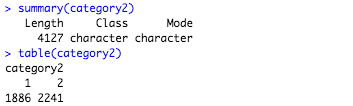 > summary(category2)
   Length     Class      Mode
     4127 character character
> table(category2)
category2
   1    2
1886 2241